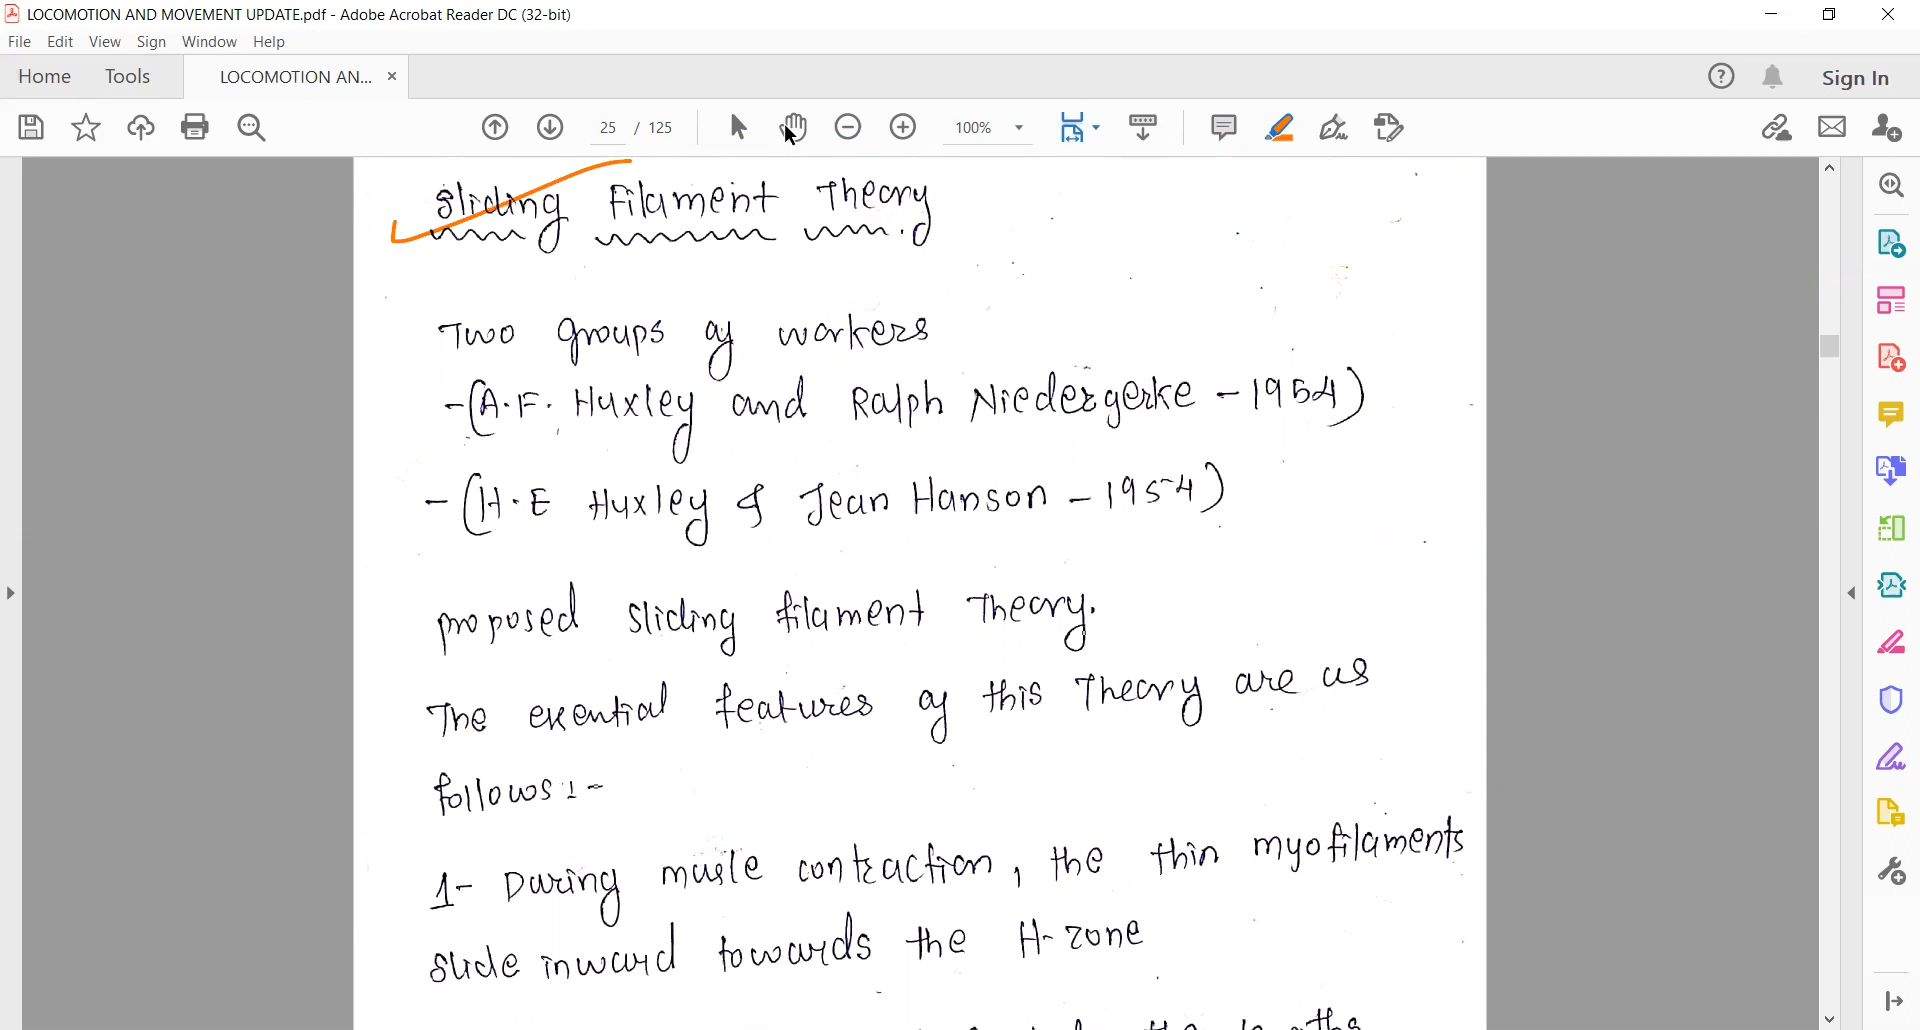 LOCOMOTION AND MOVEMENT UPDATE.pdf - Adobe Acrobat Reader DC (32-bit)
File Edit View Sign Window Help
Home Tools LOCOMOTION AN... × Sign In
25 / 125 100%
Sliding Filament Theory
Two groups of workers
-(A.F. Huxley and Ralph Niedergerke - 1954)
- (H.E Huxley & Jean Hanson - 1954)
proposed sliding filament Theory.
The essential features of this Theory are as
follows :-
1- During muscle contraction, the thin myofilaments
slide inward towards the H-zone